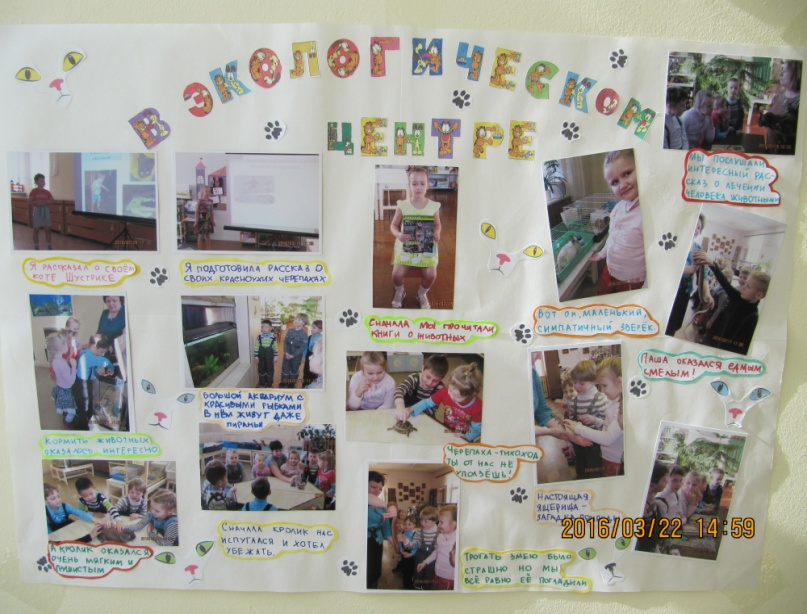 В ЭКОЛОГИЧЕСКОМ
ЦЕНТРЕ
МЫ ПОСЛУШАЛИ
ИНТЕРЕСНЫЙ РАС-
СКАЗ О ЛЕЧЕНИИ
ЧЕЛОВЕКА ЖИВОТНЫМИ
Я РАССКАЗАЛ О СВОЁМ
КОТЕ ШУСТРИКЕ
Я ПОДГОТОВИЛА РАССКАЗ О
СВОИХ КРАСНОУХИХ ЧЕРЕПАХАХ
СНАЧАЛА МЫ ПРОЧИТАЛИ
КНИГИ О ЖИВОТНЫХ
ВОТ ОН, МАЛЕНЬКИЙ,
СИМПАТИЧНЫЙ ЗВЕРЁК
ПАША ОКАЗАЛСЯ САМЫМ
СМЕЛЫМ!
БОЛЬШОЙ АКВАРИУМ С
КРАСИВЫМИ РЫБКАМИ
В НЁМ ЖИВУТ ДАЖЕ
ПИРАНЬИ
КОРМИТЬ ЖИВОТНЫХ
ОКАЗАЛОСЬ ИНТЕРЕСНО
ЧЕРЕПАХА-ТИХОХОД
ТЫ ОТ НАС НЕ
УПОЛЗЁШЬ!
НАСТОЯЩАЯ
ЯЩЕРИЦА -
ЗАГАДКА
СНАЧАЛА КРОЛИК НАС
ИСПУГАЛСЯ И ХОТЕЛ
УБЕЖАТЬ.
А КРОЛИК ОКАЗАЛСЯ
ОЧЕНЬ МЯГКИМ И
ПУШИСТЫМ
ТРОГАТЬ ЗМЕЮ БЫЛО
СТРАШНО НО МЫ
ВСЁ РАВНО ЕЁ ПОГЛАДИЛИ
2016/03/22 14:59